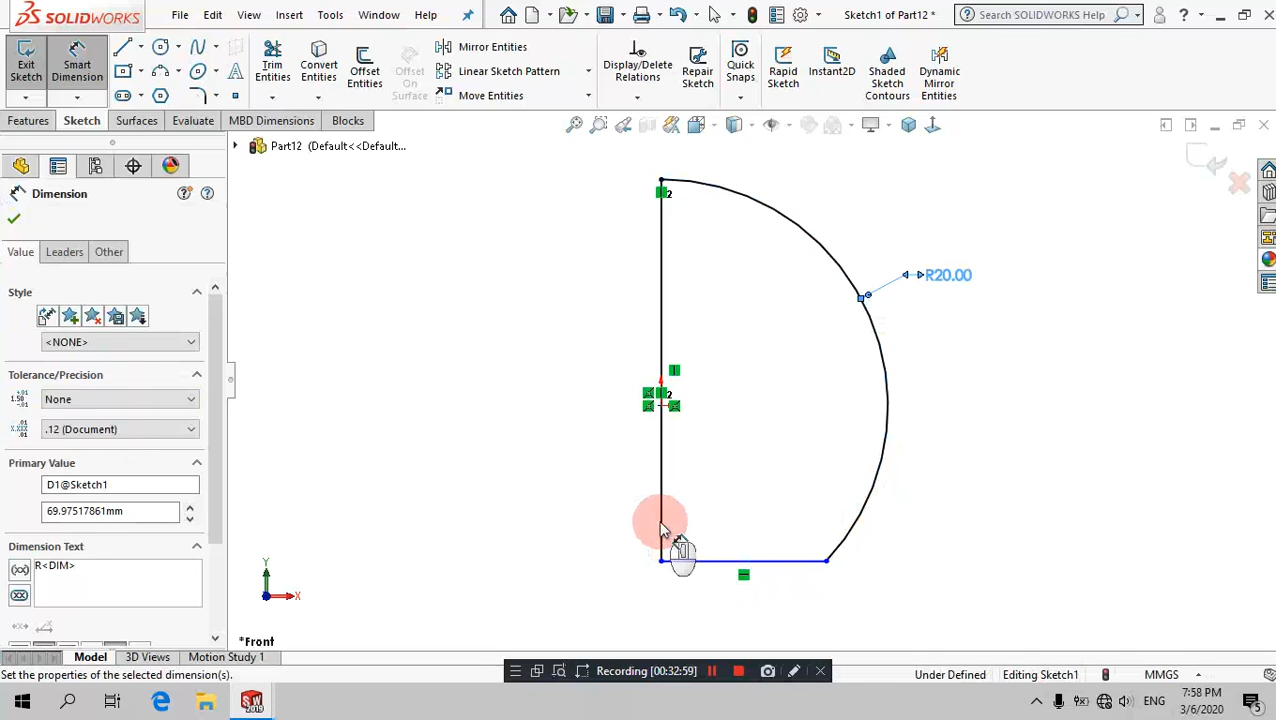 SOLIDWORKS
File Edit View Insert Tools Window Help
Sketch1 of Part12 *
Search SOLIDWORKS Help
Exit Sketch
Smart Dimension
Trim Entities
Convert Entities
Offset Entities
Offset On Surface
Mirror Entities
Linear Sketch Pattern
Move Entities
Display/Delete Relations
Repair Sketch
Quick Snaps
Rapid Sketch
Instant2D
Shaded Sketch Contours
Dynamic Mirror Entities
Features Sketch Surfaces Evaluate MBD Dimensions Blocks
Part12 (Default<<Default...
Dimension
Value Leaders Other
Style
<NONE>
Tolerance/Precision
None
.12 (Document)
Primary Value
D1@Sketch1
69.97517861mm
Dimension Text
R<DIM>
2
R20.00
2
Y
X
*Front
Model 3D Views Motion Study 1
Set the properties of the selected dimension(s).
Recording [00:32:59]
Under Defined Editing Sketch1 MMGS
ENG
7:58 PM
3/6/2020
5